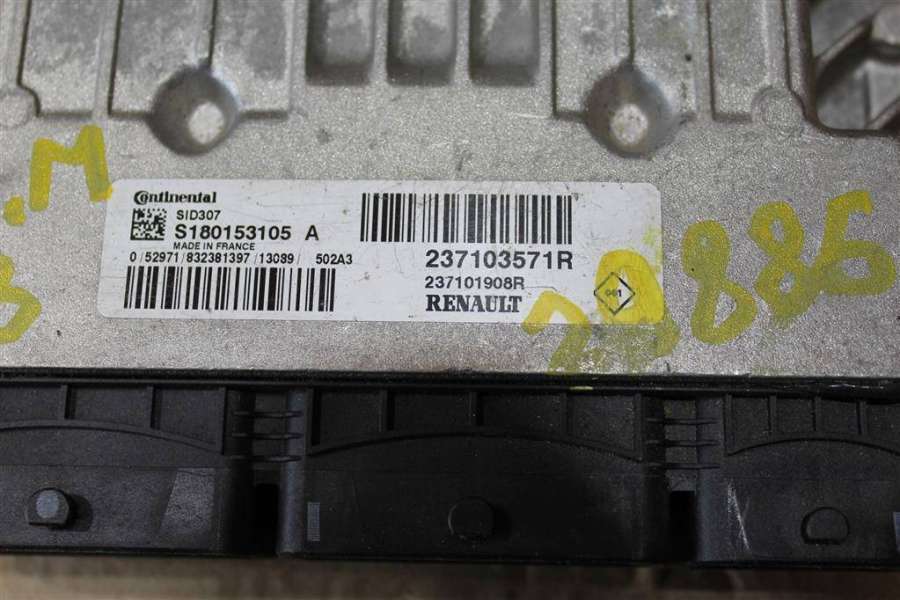 .M
Continental
SID307
S180153105 A
MADE IN FRANCE
0/52971/832381397/13089/ 502A3
237103571R
237101908R
RENAULT